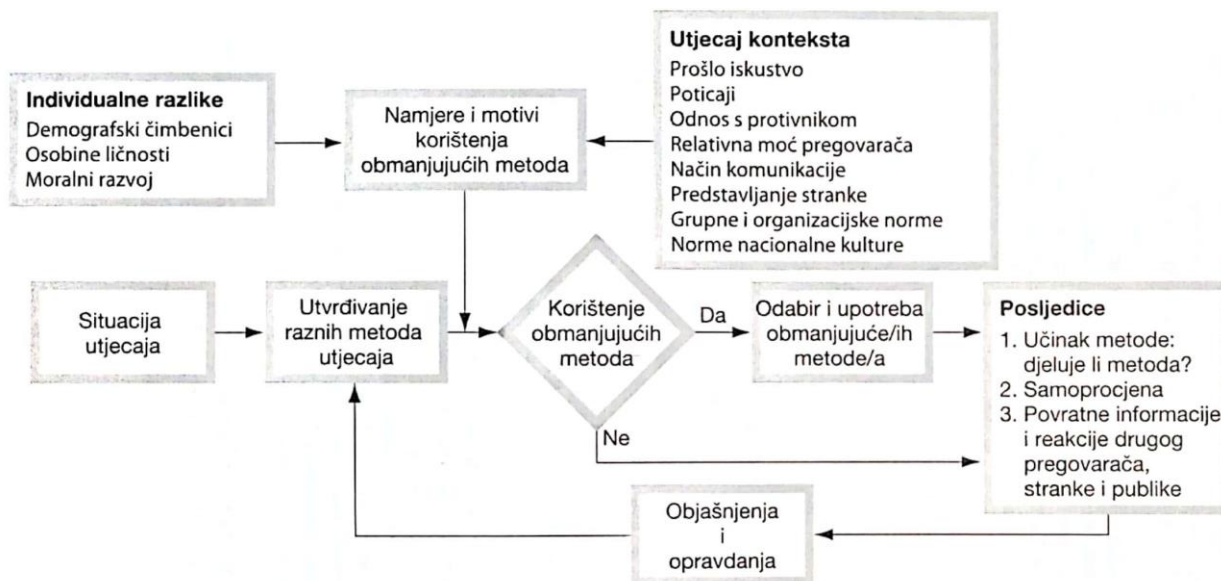 Individualne razlike
Demografski čimbenici
Osobine ličnosti
Moralni razvoj
Namjere i motivi
korištenja
obmanjujućih metoda
Utjecaj konteksta
Prošlo iskustvo
Poticaji
Odnos s protivnikom
Relativna moć pregovarača
Način komunikacije
Predstavljanje stranke
Grupne i organizacijske norme
Norme nacionalne kulture
Situacija
utjecaja
Utvrđivanje
raznih metoda
utjecaja
Korištenje
obmanjujućih
metoda
Da
Ne
Odabir i upotreba
obmanjujuće/ih
metode/a
Posljedice
1. Učinak metode:
djeluje li metoda?
2. Samoprocjena
3. Povratne informacije
i reakcije drugog
pregovarača,
stranke i publike
Objašnjenja
i
opravdanja